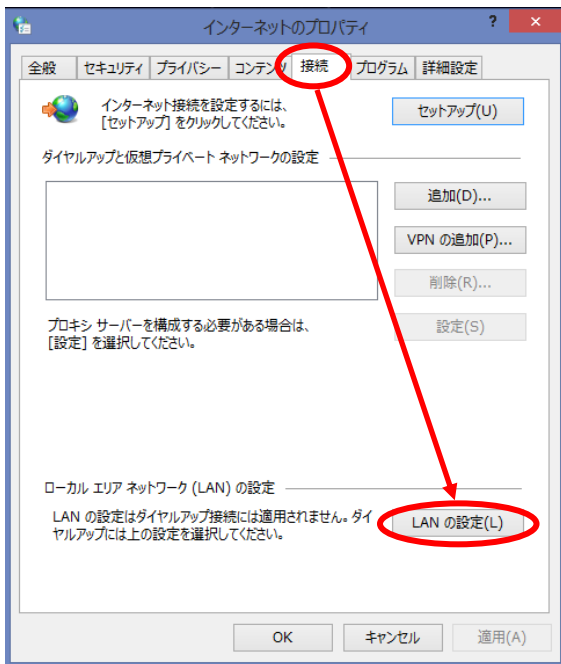 インターネットのプロパティ
?
×
全般 セキュリティ プライバシー コンテンツ 接続 プログラム 詳細設定
インターネット接続を設定するには、
[セットアップ] をクリックしてください。
セットアップ(U)
ダイヤルアップと仮想プライベート ネットワークの設定
追加(D)...
VPN の追加(P)...
削除(R)...
プロキシ サーバーを構成する必要がある場合は、
[設定] を選択してください。
設定(S)
ローカル エリア ネットワーク (LAN) の設定
LAN の設定はダイヤルアップ接続には適用されません。ダイ
ヤルアップには上の設定を選択してください。
LAN の設定(L)
OK キャンセル 適用(A)